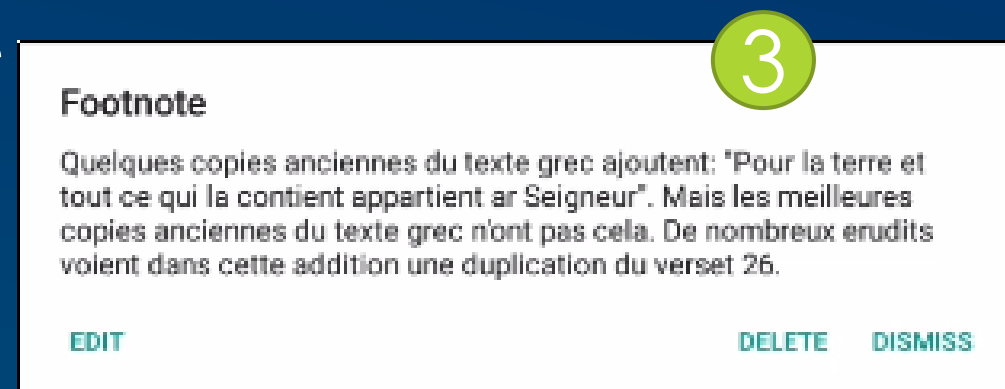 3
Footnote
Quelques copies anciennes du texte grec ajoutent: "Pour la terre et
tout ce qui la contient appartient ar Seigneur". Mais les meilleures
copies anciennes du texte grec n'ont pas cela. De nombreux erudits
voient dans cette addition une duplication du verset 26.
EDIT DELETE DISMISS